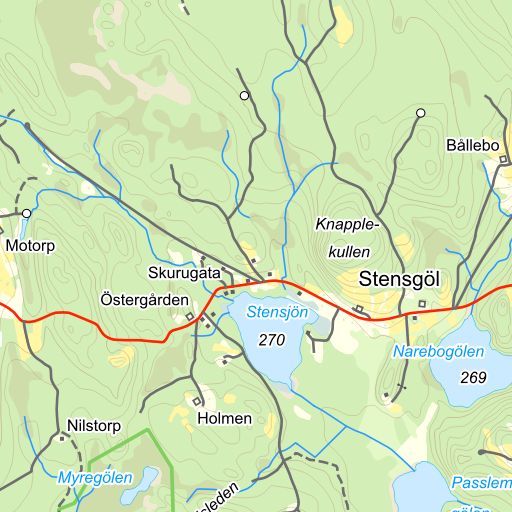 Bållebo
Knapple-
kullen
Motorp
Skurugata
Stensgöl
Östergården
Stensjön
270
Narebogölen
269
Holmen
Nilstorp
Myregölen
Passlem